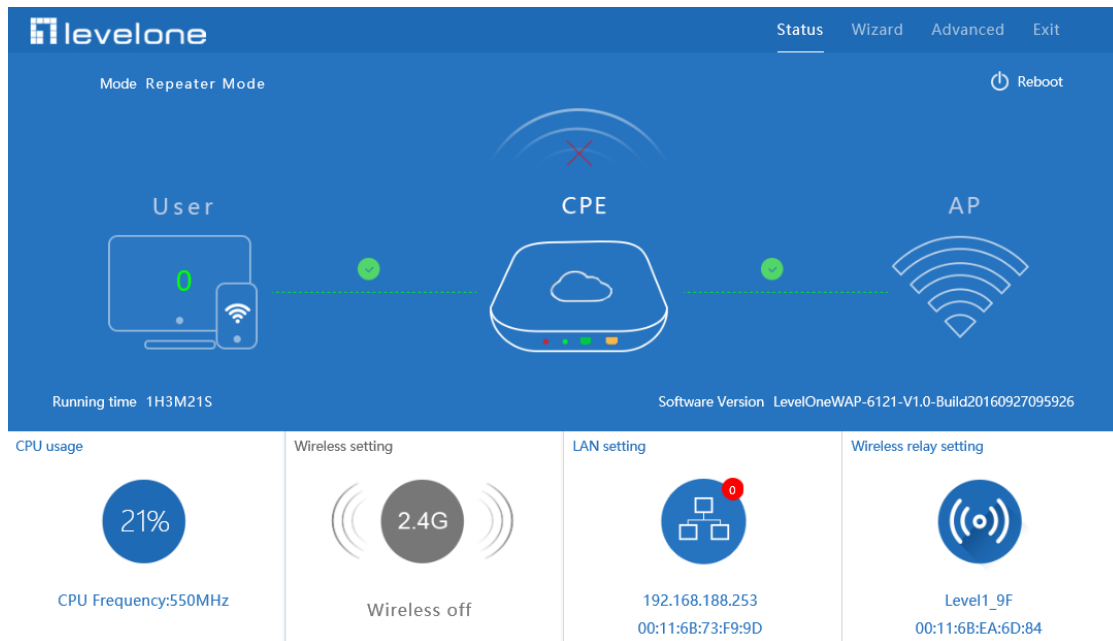 levelone
Status Wizard Advanced Exit
Mode Repeater Mode
Reboot
User
CPE
AP
0
Running time 1H3M21S
Software Version LevelOneWAP-6121-V1.0-Build20160927095926
CPU usage
21%
CPU Frequency:550MHz
Wireless setting
2.4G
Wireless off
LAN setting
0
192.168.188.253
00:11:6B:73:F9:9D
Wireless relay setting
Level1_9F
00:11:6B:EA:6D:84